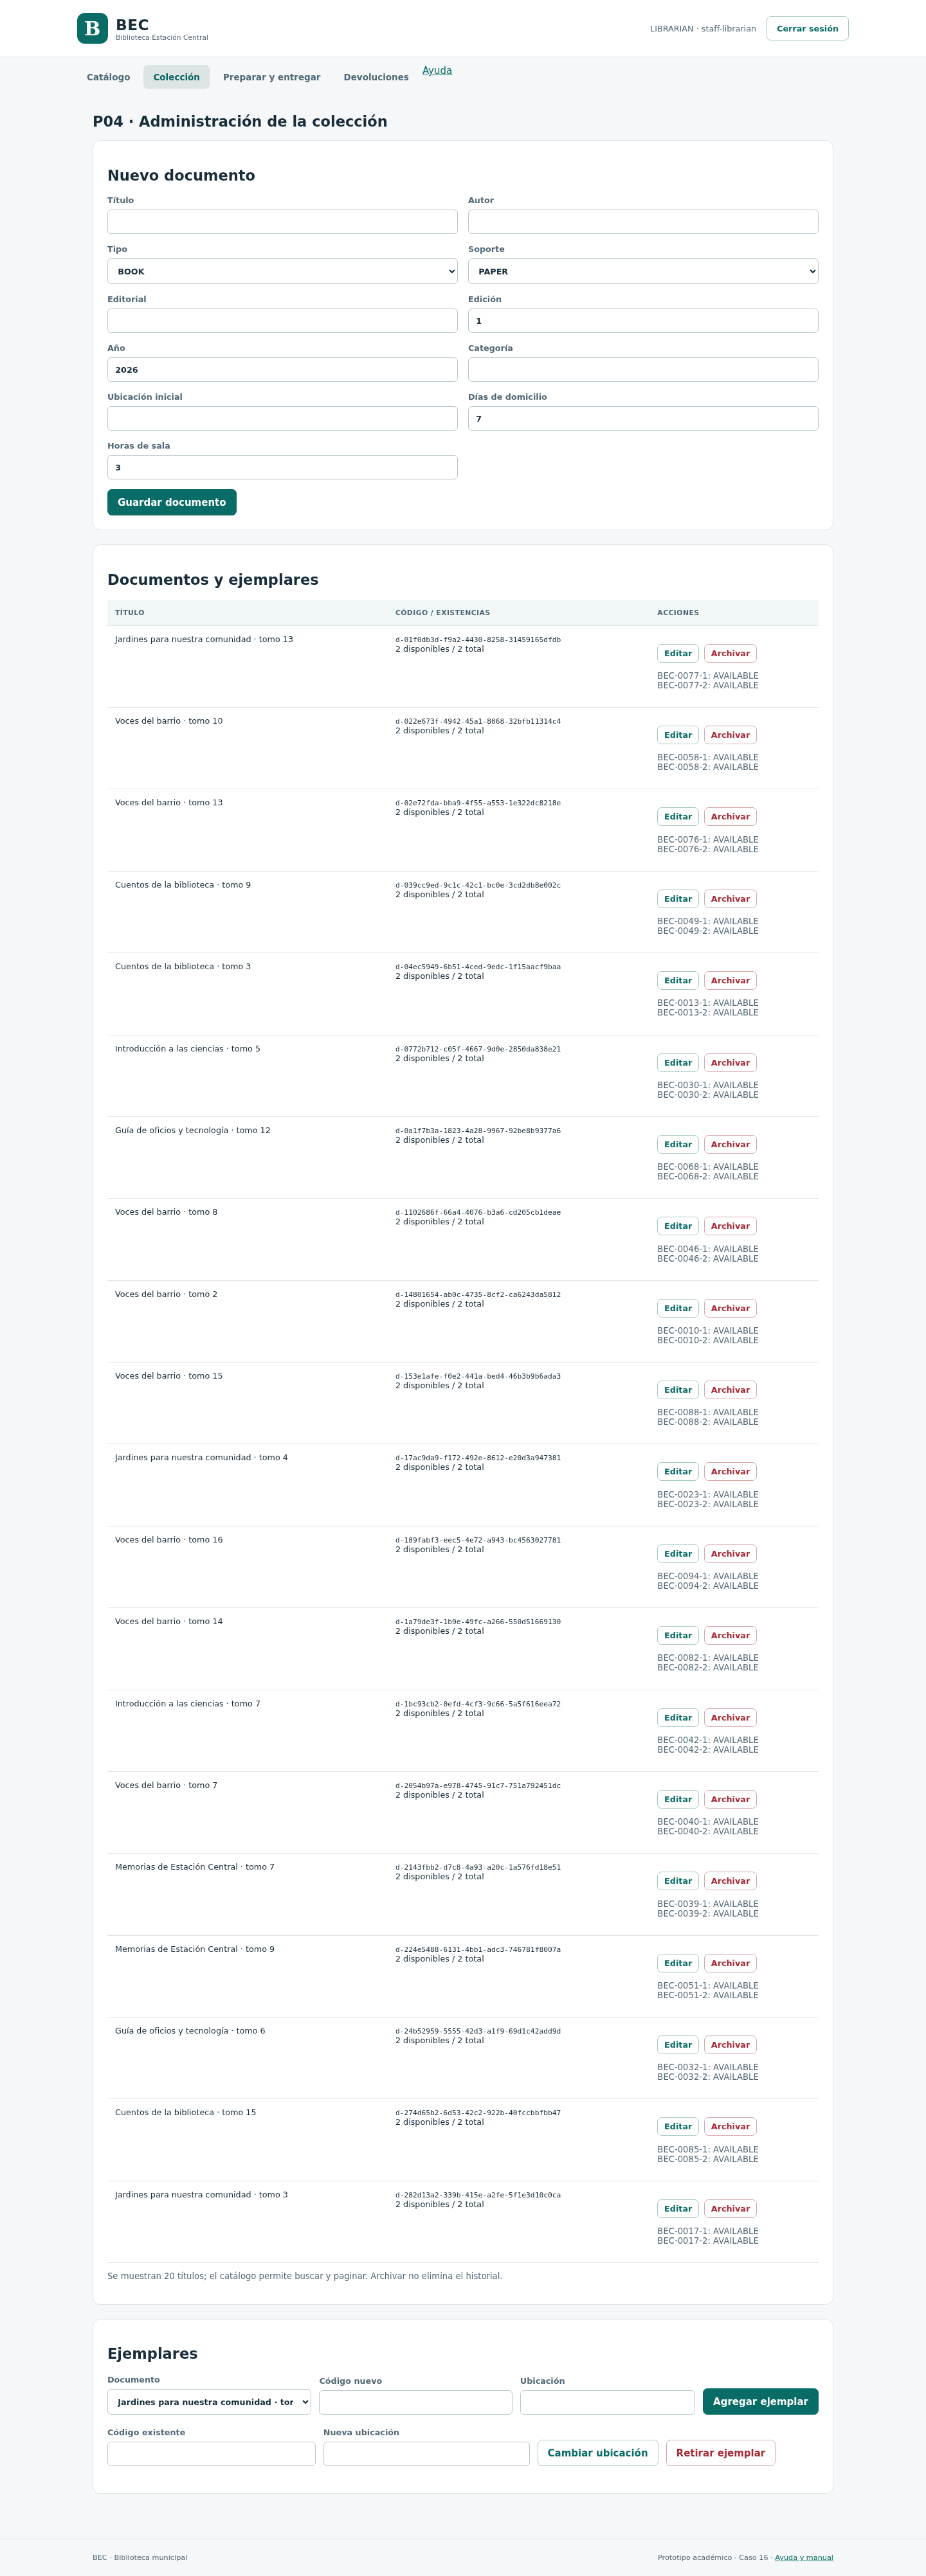 B BEC
Biblioteca Estación Central
LIBRARIAN · staff-librarian Cerrar sesión
Catálogo Colección Preparar y entregar Devoluciones Ayuda
P04 · Administración de la colección
Nuevo documento
Título Autor
Tipo Soporte
BOOK PAPER
Editorial Edición
1
Año Categoría
2026
Ubicación inicial Días de domicilio
7
Horas de sala
3
Guardar documento
Documentos y ejemplares
TÍTULO CÓDIGO / EXISTENCIAS ACCIONES
Jardines para nuestra comunidad · tomo 13 d-01f0db3d-f9a2-4430-8258-31459165dfdb
2 disponibles / 2 total
Editar Archivar
BEC-0077-1: AVAILABLE
BEC-0077-2: AVAILABLE
Voces del barrio · tomo 10 d-022e673f-4942-45a1-8068-32bfb11314c4
2 disponibles / 2 total
Editar Archivar
BEC-0058-1: AVAILABLE
BEC-0058-2: AVAILABLE
Voces del barrio · tomo 13 d-02e72fda-bba9-4f55-a553-1e322dc8218e
2 disponibles / 2 total
Editar Archivar
BEC-0076-1: AVAILABLE
BEC-0076-2: AVAILABLE
Cuentos de la biblioteca · tomo 9 d-039cc9ed-9c1c-42c1-bc0e-3cd2db8e002c
2 disponibles / 2 total
Editar Archivar
BEC-0049-1: AVAILABLE
BEC-0049-2: AVAILABLE
Cuentos de la biblioteca · tomo 3 d-04ec5949-6b51-4ced-9edc-1f15aacf9baa
2 disponibles / 2 total
Editar Archivar
BEC-0013-1: AVAILABLE
BEC-0013-2: AVAILABLE
Introducción a las ciencias · tomo 5 d-0772b712-c05f-4667-9d0e-2850da838e21
2 disponibles / 2 total
Editar Archivar
BEC-0030-1: AVAILABLE
BEC-0030-2: AVAILABLE
Guía de oficios y tecnología · tomo 12 d-0a1f7b3a-1823-4a28-9967-92be8b9377a6
2 disponibles / 2 total
Editar Archivar
BEC-0068-1: AVAILABLE
BEC-0068-2: AVAILABLE
Voces del barrio · tomo 8 d-1102686f-66a4-4076-b3a6-cd205cb1deae
2 disponibles / 2 total
Editar Archivar
BEC-0046-1: AVAILABLE
BEC-0046-2: AVAILABLE
Voces del barrio · tomo 2 d-14801654-ab0c-4735-8cf2-ca6243da5812
2 disponibles / 2 total
Editar Archivar
BEC-0010-1: AVAILABLE
BEC-0010-2: AVAILABLE
Voces del barrio · tomo 15 d-153e1afe-f0e2-441a-bed4-46b3b9b6ada3
2 disponibles / 2 total
Editar Archivar
BEC-0088-1: AVAILABLE
BEC-0088-2: AVAILABLE
Jardines para nuestra comunidad · tomo 4 d-17ac9da9-f172-492e-8612-e20d3a947381
2 disponibles / 2 total
Editar Archivar
BEC-0023-1: AVAILABLE
BEC-0023-2: AVAILABLE
Voces del barrio · tomo 16 d-189fabf3-eec5-4e72-a943-bc4563027781
2 disponibles / 2 total
Editar Archivar
BEC-0094-1: AVAILABLE
BEC-0094-2: AVAILABLE
Voces del barrio · tomo 14 d-1a79de3f-1b9e-49fc-a266-550d51669130
2 disponibles / 2 total
Editar Archivar
BEC-0082-1: AVAILABLE
BEC-0082-2: AVAILABLE
Introducción a las ciencias · tomo 7 d-1bc93cb2-0efd-4cf3-9c66-5a5f616eea72
2 disponibles / 2 total
Editar Archivar
BEC-0042-1: AVAILABLE
BEC-0042-2: AVAILABLE
Voces del barrio · tomo 7 d-2054b97a-e978-4745-91c7-751a792451dc
2 disponibles / 2 total
Editar Archivar
BEC-0040-1: AVAILABLE
BEC-0040-2: AVAILABLE
Memorias de Estación Central · tomo 7 d-2143fbb2-d7c8-4a93-a20c-1a576fd18e51
2 disponibles / 2 total
Editar Archivar
BEC-0039-1: AVAILABLE
BEC-0039-2: AVAILABLE
Memorias de Estación Central · tomo 9 d-224e5488-6131-4bb1-adc3-746781f8007a
2 disponibles / 2 total
Editar Archivar
BEC-0051-1: AVAILABLE
BEC-0051-2: AVAILABLE
Guía de oficios y tecnología · tomo 6 d-24b52959-5555-42d3-a1f9-69d1c42add9d
2 disponibles / 2 total
Editar Archivar
BEC-0032-1: AVAILABLE
BEC-0032-2: AVAILABLE
Cuentos de la biblioteca · tomo 15 d-274d65b2-6d53-42c2-922b-40fccbbfbb47
2 disponibles / 2 total
Editar Archivar
BEC-0085-1: AVAILABLE
BEC-0085-2: AVAILABLE
Jardines para nuestra comunidad · tomo 3 d-282d13a2-339b-415e-a2fe-5f1e3d10c0ca
2 disponibles / 2 total
Editar Archivar
BEC-0017-1: AVAILABLE
BEC-0017-2: AVAILABLE
Se muestran 20 títulos; el catálogo permite buscar y paginar. Archivar no elimina el historial.
Ejemplares
Documento Código nuevo Ubicación
Jardines para nuestra comunidad · tor Agregar ejemplar
Código existente Nueva ubicación
Cambiar ubicación Retirar ejemplar
BEC · Biblioteca municipal Prototipo académico · Caso 16 · Ayuda y manual